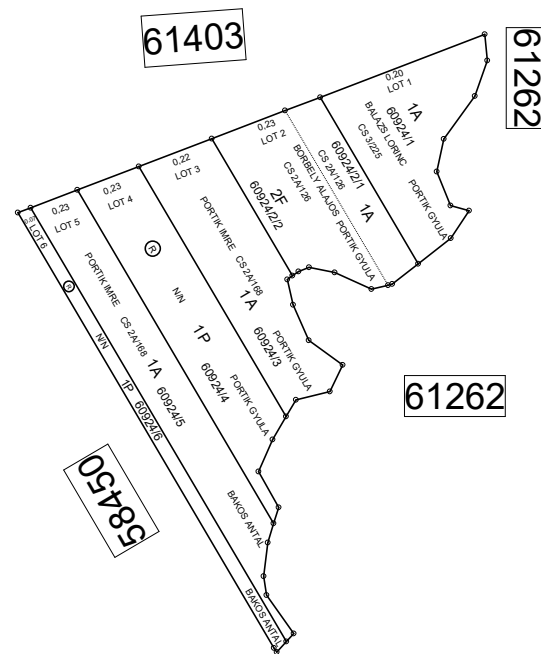 61403
61262
0,20
LOT 1
1A
60924/1
BALAZS LORINC
CS 3/225
PORTIK GYULA
0,23
LOT 2
60924/2/1
CS 2A/126
1A
BORBELY ALAJOS
PORTIK GYULA
CS 2A/126
2F
60924/2/2
0,22
LOT 3
PORTIK IMRE
CS 2A/168
1A
60924/3
PORTIK GYULA
0,23
LOT 4
R
N/N
1P
60924/4
PORTIK GYULA
0,23
LOT 5
PORTIK IMRE
CS 2A/168
1A
60924/5
BAKOS ANTAL
0,07
LOT 6
R
N/N
1P
60924/6
BAKOS ANTAL
61262
58450